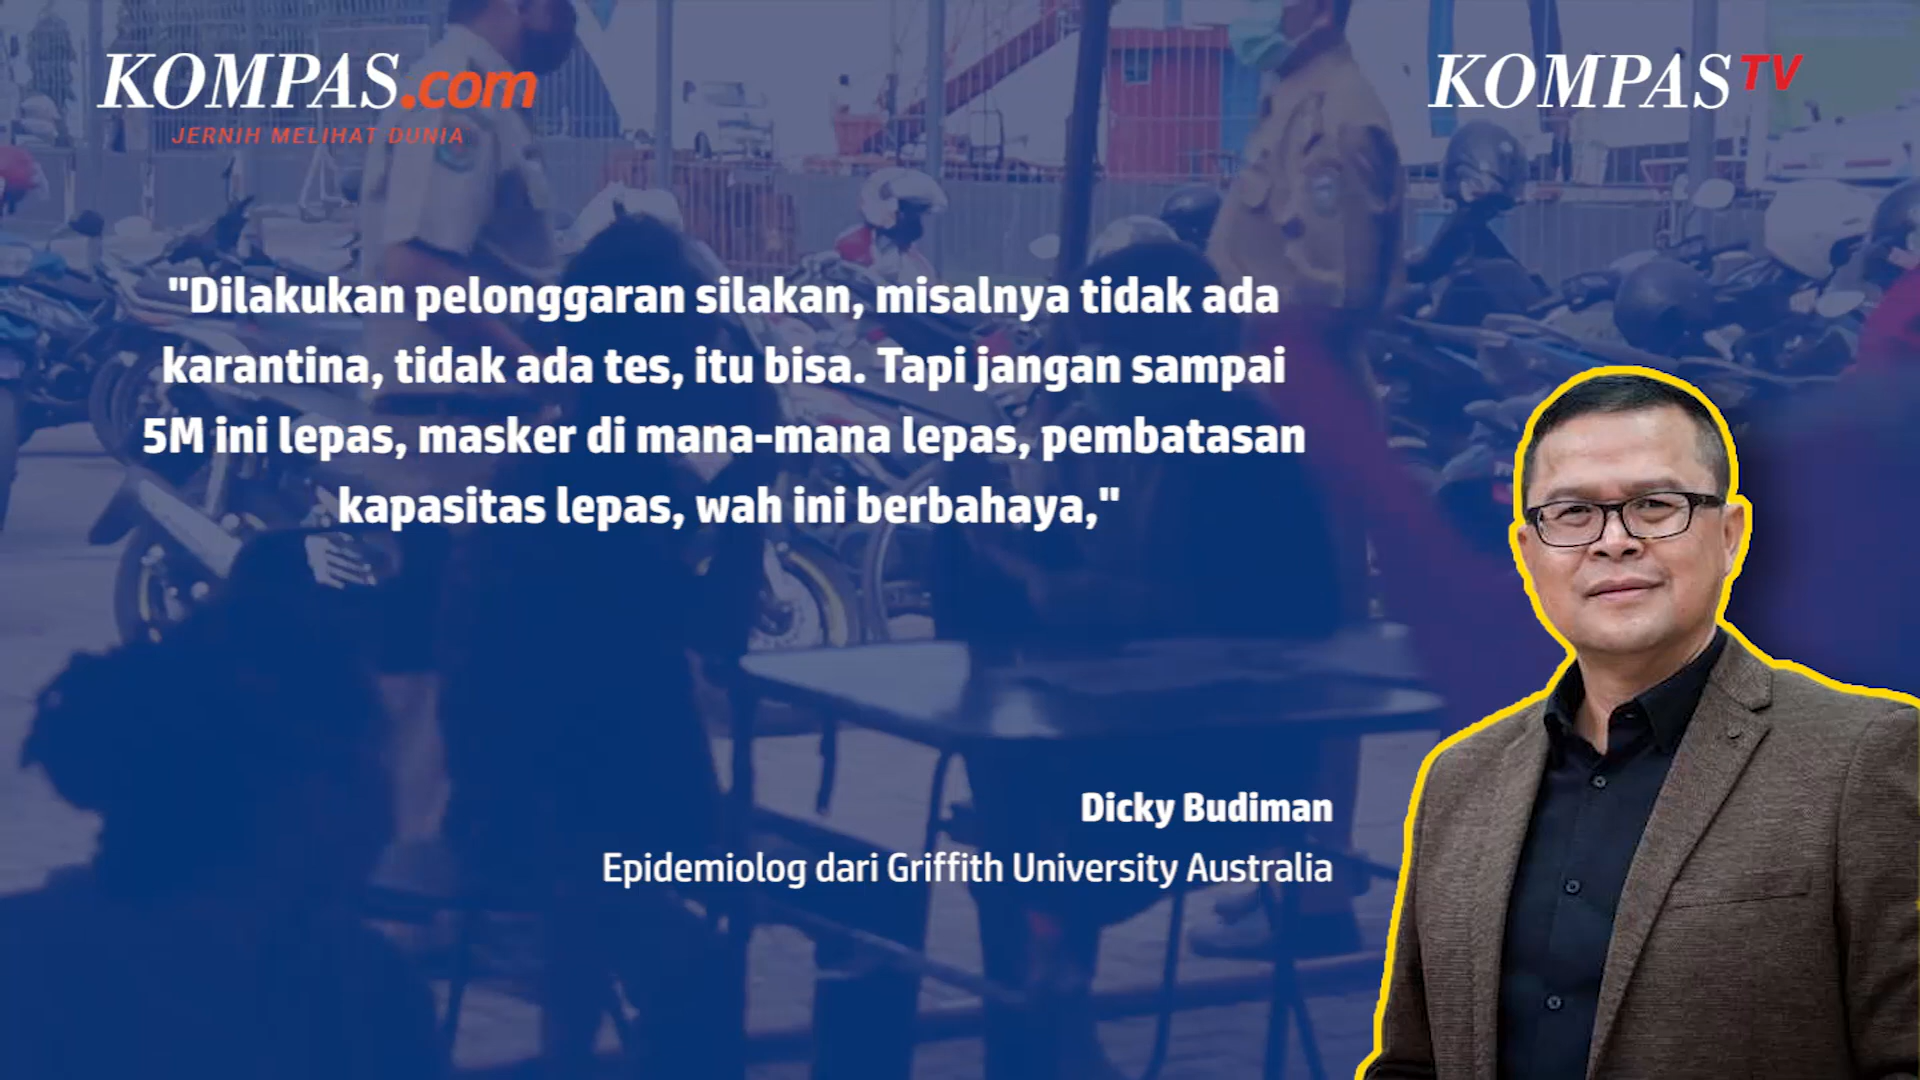 KOMPAS.com
JERNIH MELIHAT DUNIA
KOMPAS TV
"Dilakukan pelonggaran silakan, misalnya tidak ada
karantina, tidak ada tes, itu bisa. Tapi jangan sampai
5M ini lepas, masker di mana-mana lepas, pembatasan
kapasitas lepas, wah ini berbahaya,"
Dicky Budiman
Epidemiolog dari Griffith University Australia